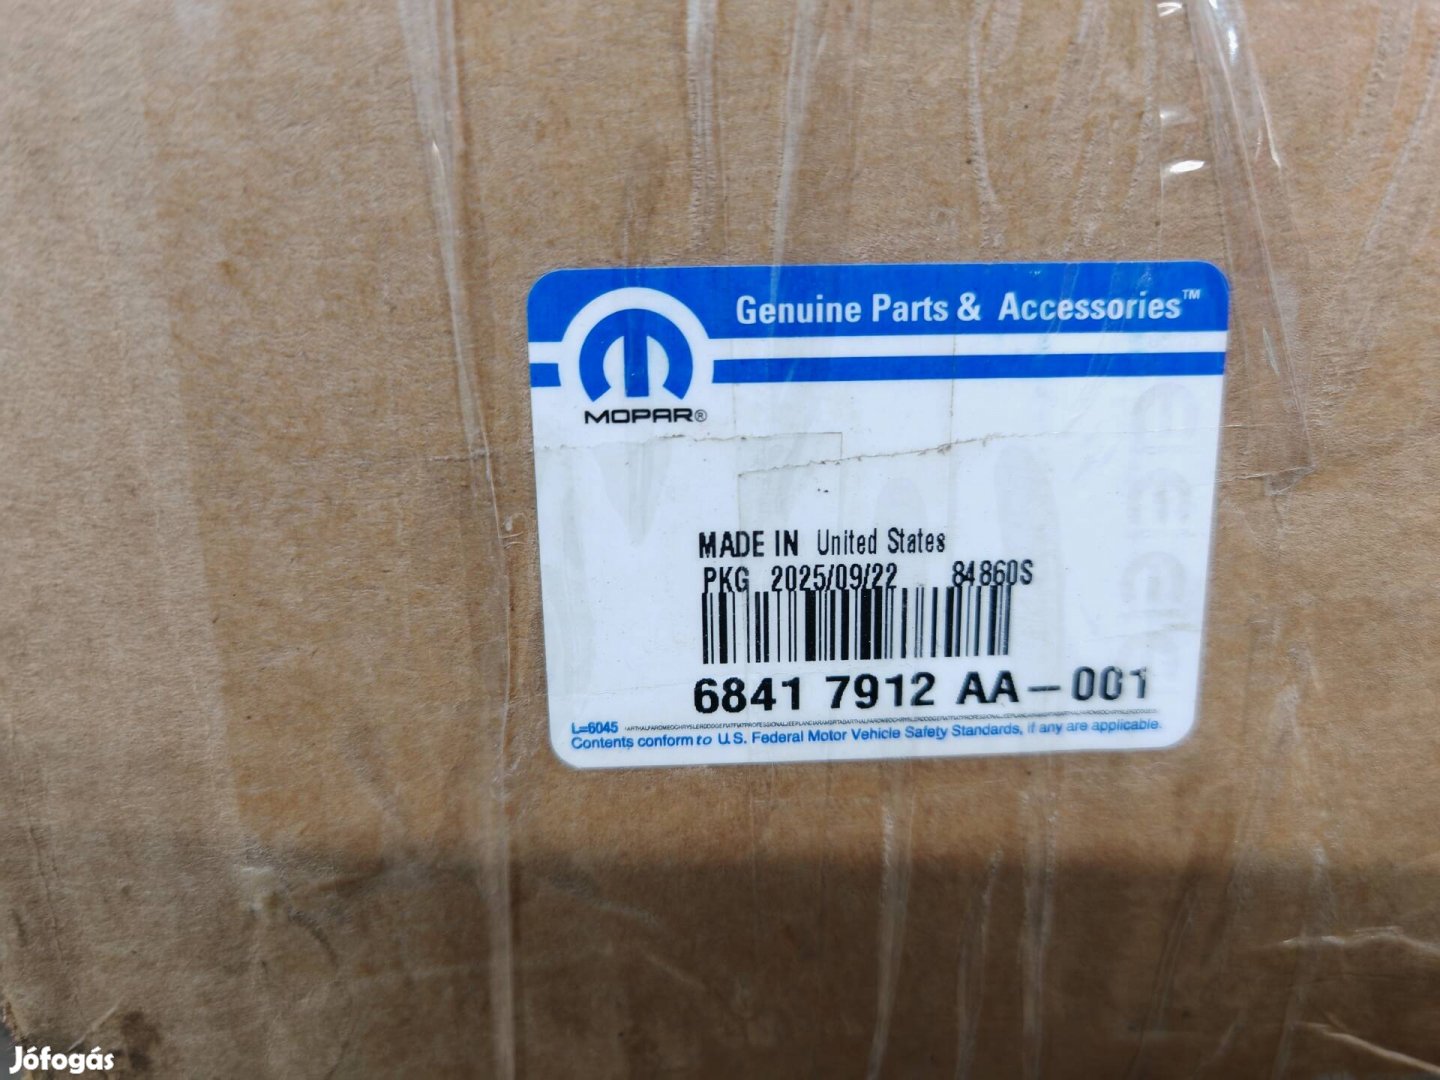 Genuine Parts & Accessories™
MOPAR®
MADE IN United States
PKG 2025/09/22 84860S
6841 7912 AA-001
L=6045
Contents conform to U.S. Federal Motor Vehicle Safety Standards, if any are applicable.
Jófogás